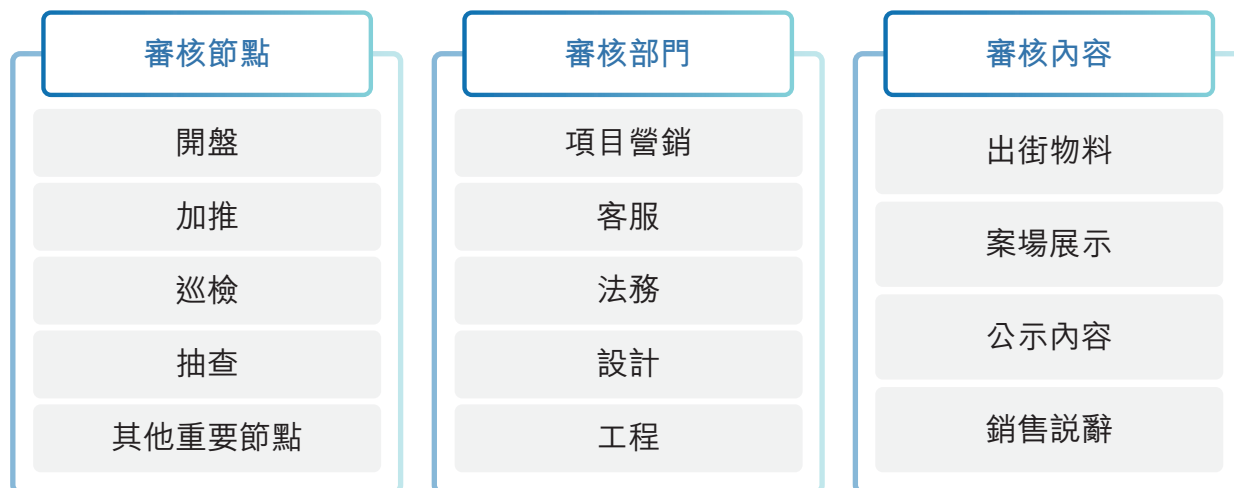 審核節點
開盤
加推
巡檢
抽查
其他重要節點
審核部門
項目營銷
客服
法務
設計
工程
審核內容
出街物料
案場展示
公示內容
銷售說辭